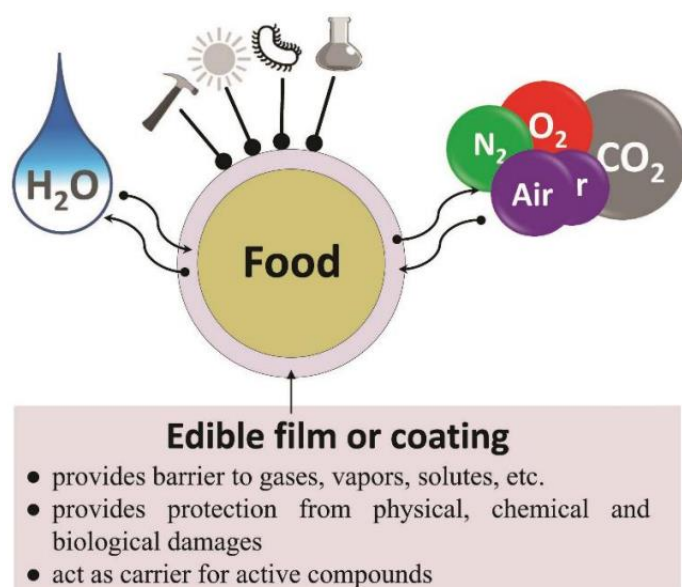 H₂O
N₂
O₂
CO₂
Air
r
Food
Edible film or coating
● provides barrier to gases, vapors, solutes, etc.
● provides protection from physical, chemical and
biological damages
● act as carrier for active compounds